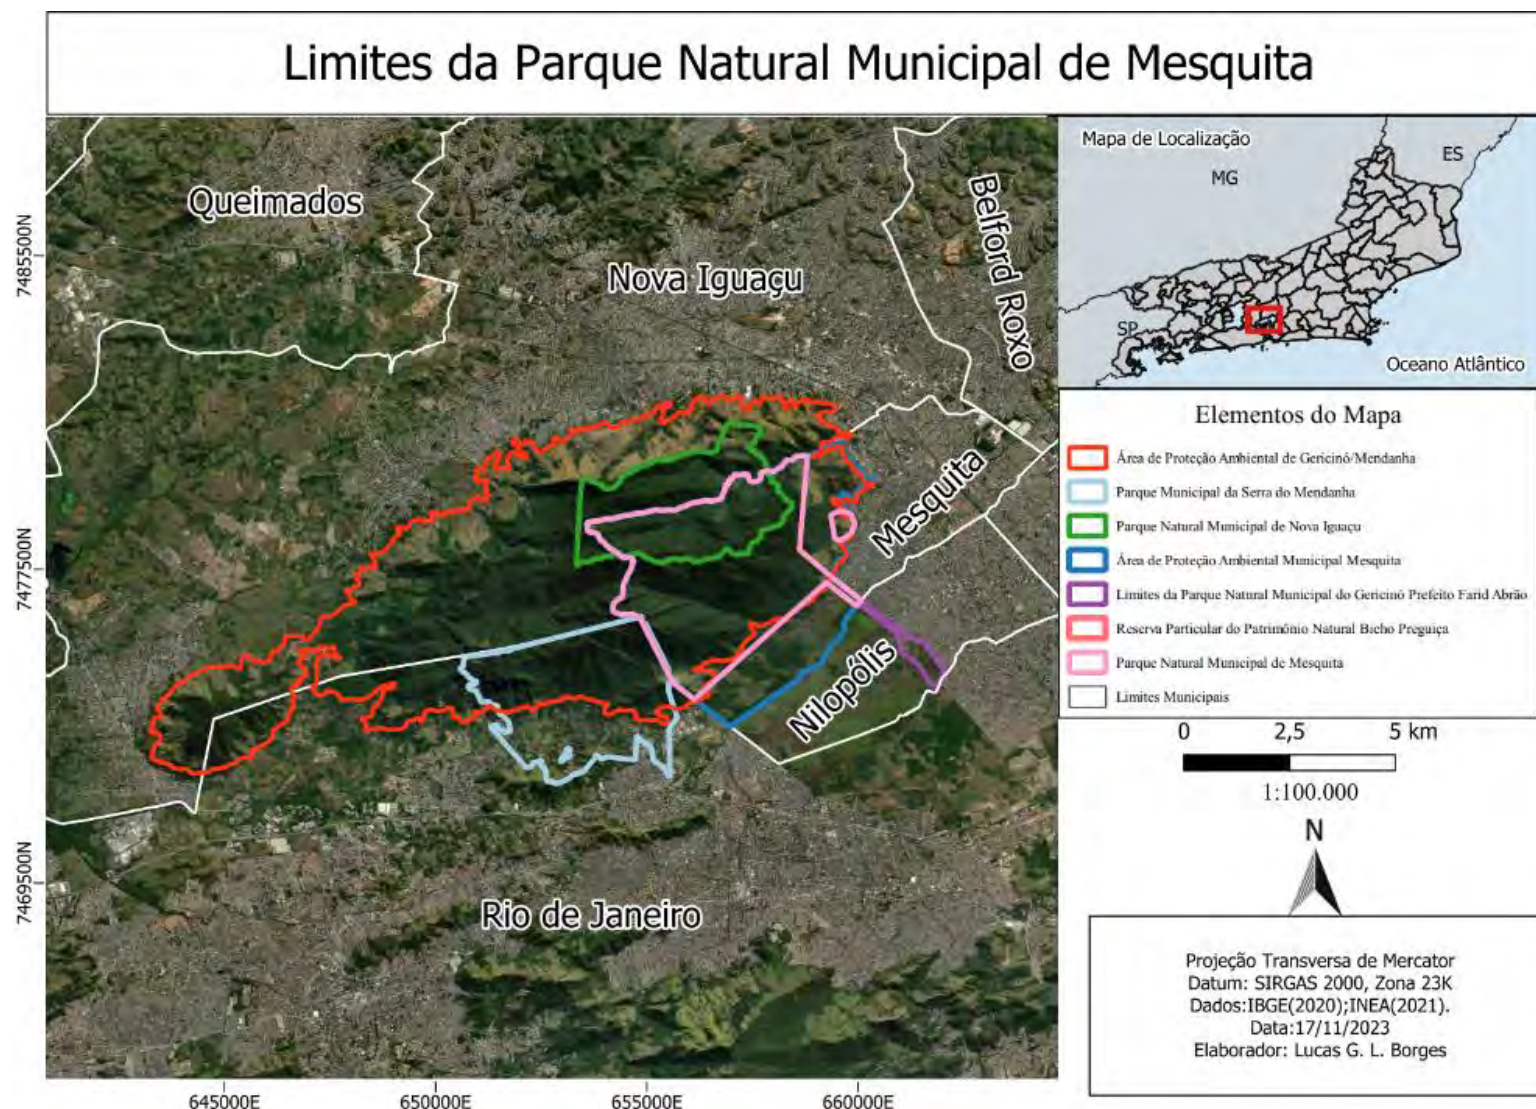 Limites da Parque Natural Municipal de Mesquita
Queimados
Nova Iguaçu
Belford Roxo
Mesquita
Nilopólis
Rio de Janeiro
7485500N
7477500N
7469500N
645000E
650000E
655000E
660000E
Mapa de Localização
MG
ES
SP
Oceano Atlântico
Elementos do Mapa
Área de Proteção Ambiental de Gericinó/Mendanha
Parque Municipal da Serra do Mendanha
Parque Natural Municipal de Nova Iguaçu
Área de Proteção Ambiental Municipal Mesquita
Limites da Parque Natural Municipal do Gericinó Prefeito Farid Abrão
Reserva Particular do Patrimônio Natural Bicho Preguiça
Parque Natural Municipal de Mesquita
Limites Municipais
0 2,5 5 km
1:100.000
N
Projeção Transversa de Mercator
Datum: SIRGAS 2000, Zona 23K
Dados:IBGE(2020);INEA(2021).
Data:17/11/2023
Elaborador: Lucas G. L. Borges